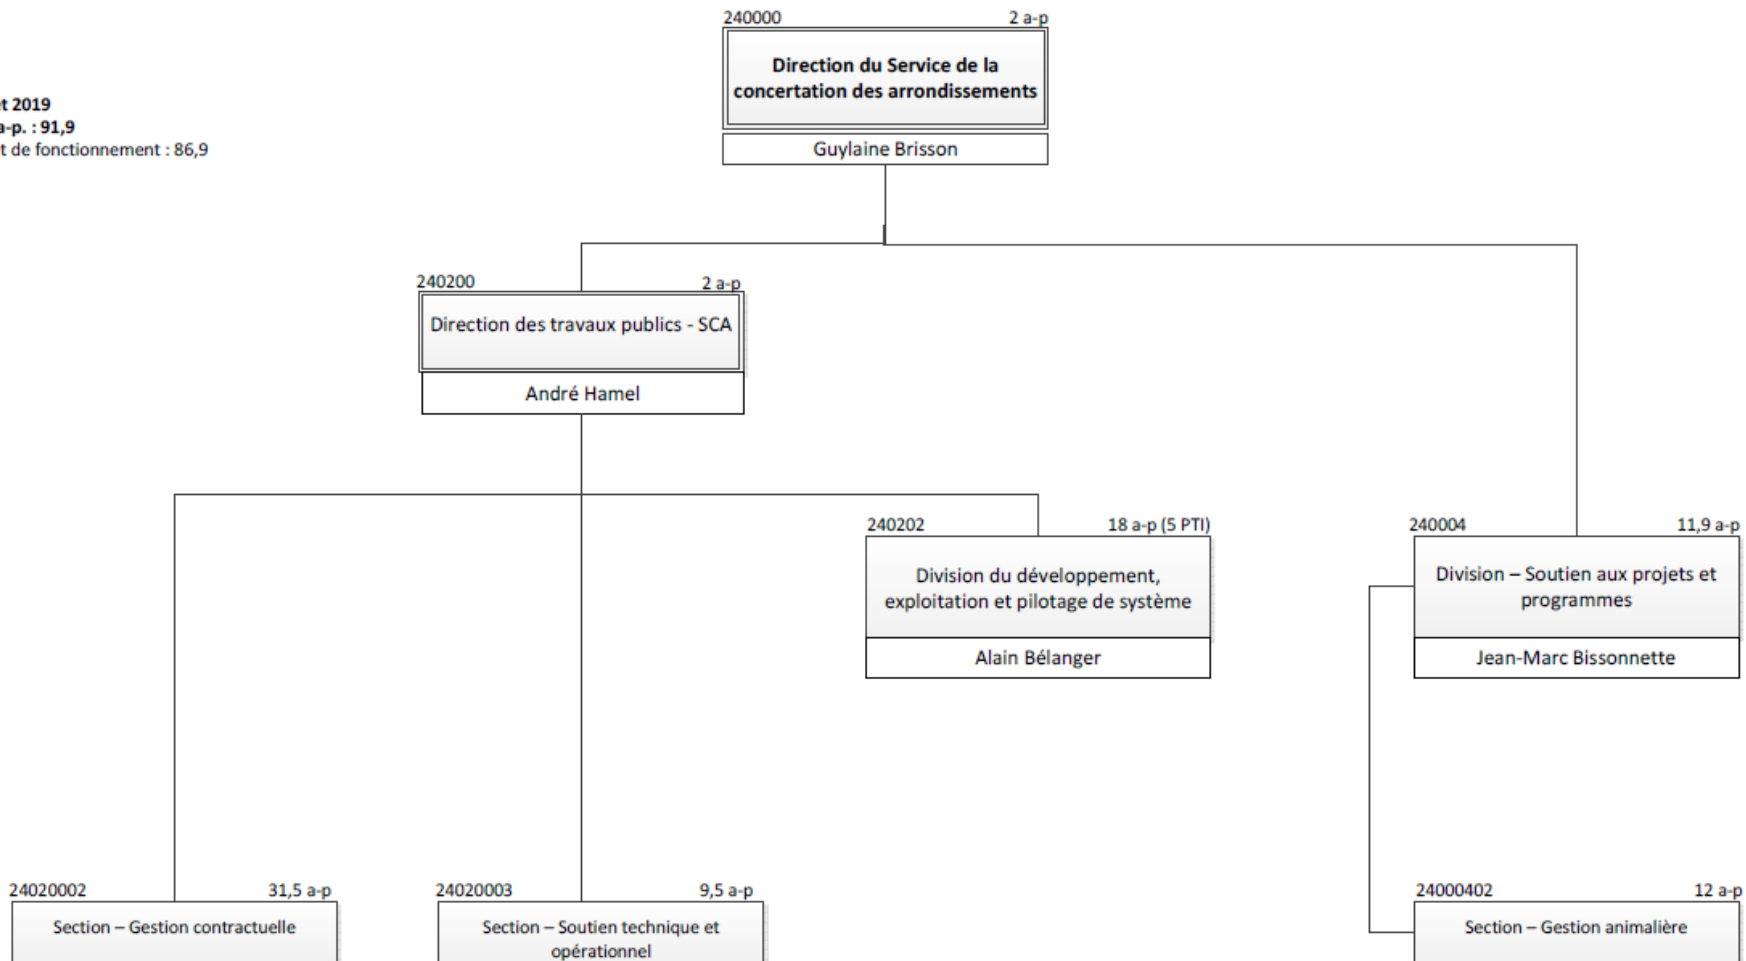 240000 2 a-p
Direction du Service de la
concertation des arrondissements
Guylaine Brisson
2019
a-p. : 91,9
de fonctionnement : 86,9
240200 2 a-p
Direction des travaux publics - SCA
André Hamel
240202 18 a-p (5 PTI)
Division du développement,
exploitation et pilotage de système
Alain Bélanger
240004 11,9 a-p
Division – Soutien aux projets et
programmes
Jean-Marc Bissonnette
24020002 31,5 a-p
Section – Gestion contractuelle
24020003 9,5 a-p
Section – Soutien technique et
opérationnel
24000402 12 a-p
Section – Gestion animalière